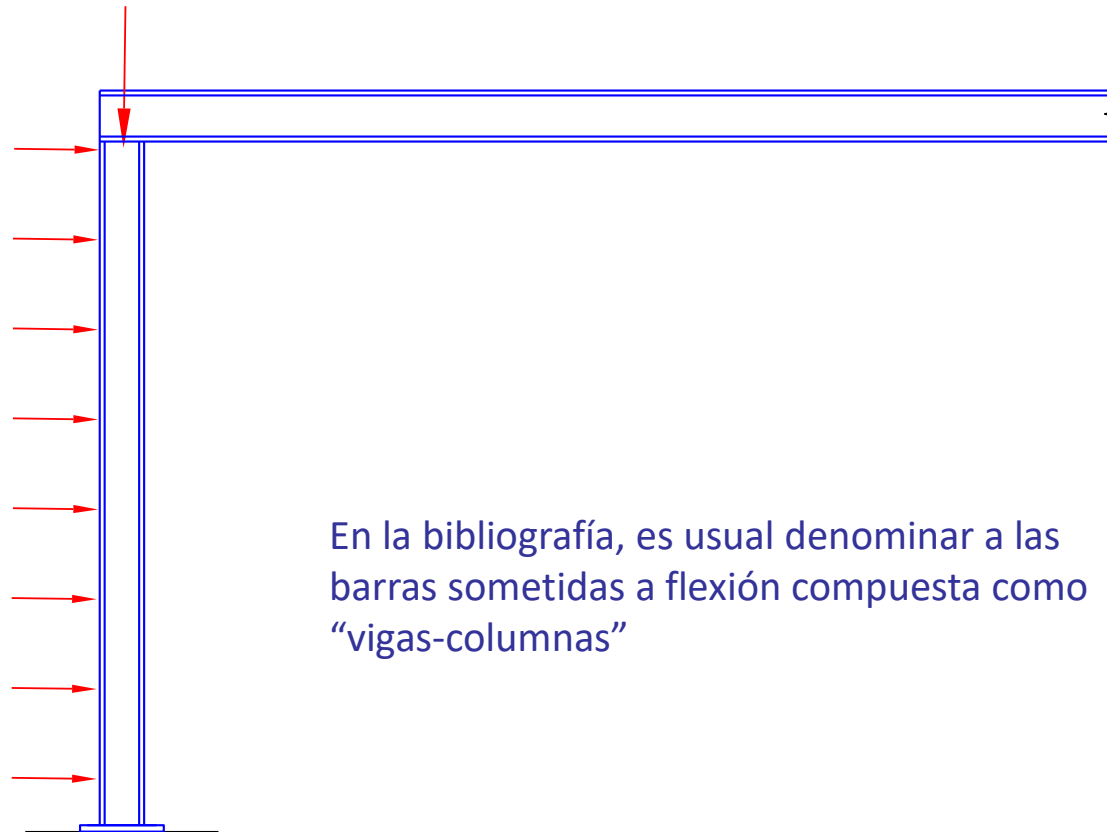 En la bibliografía, es usual denominar a las
barras sometidas a flexión compuesta como
“vigas-columnas”